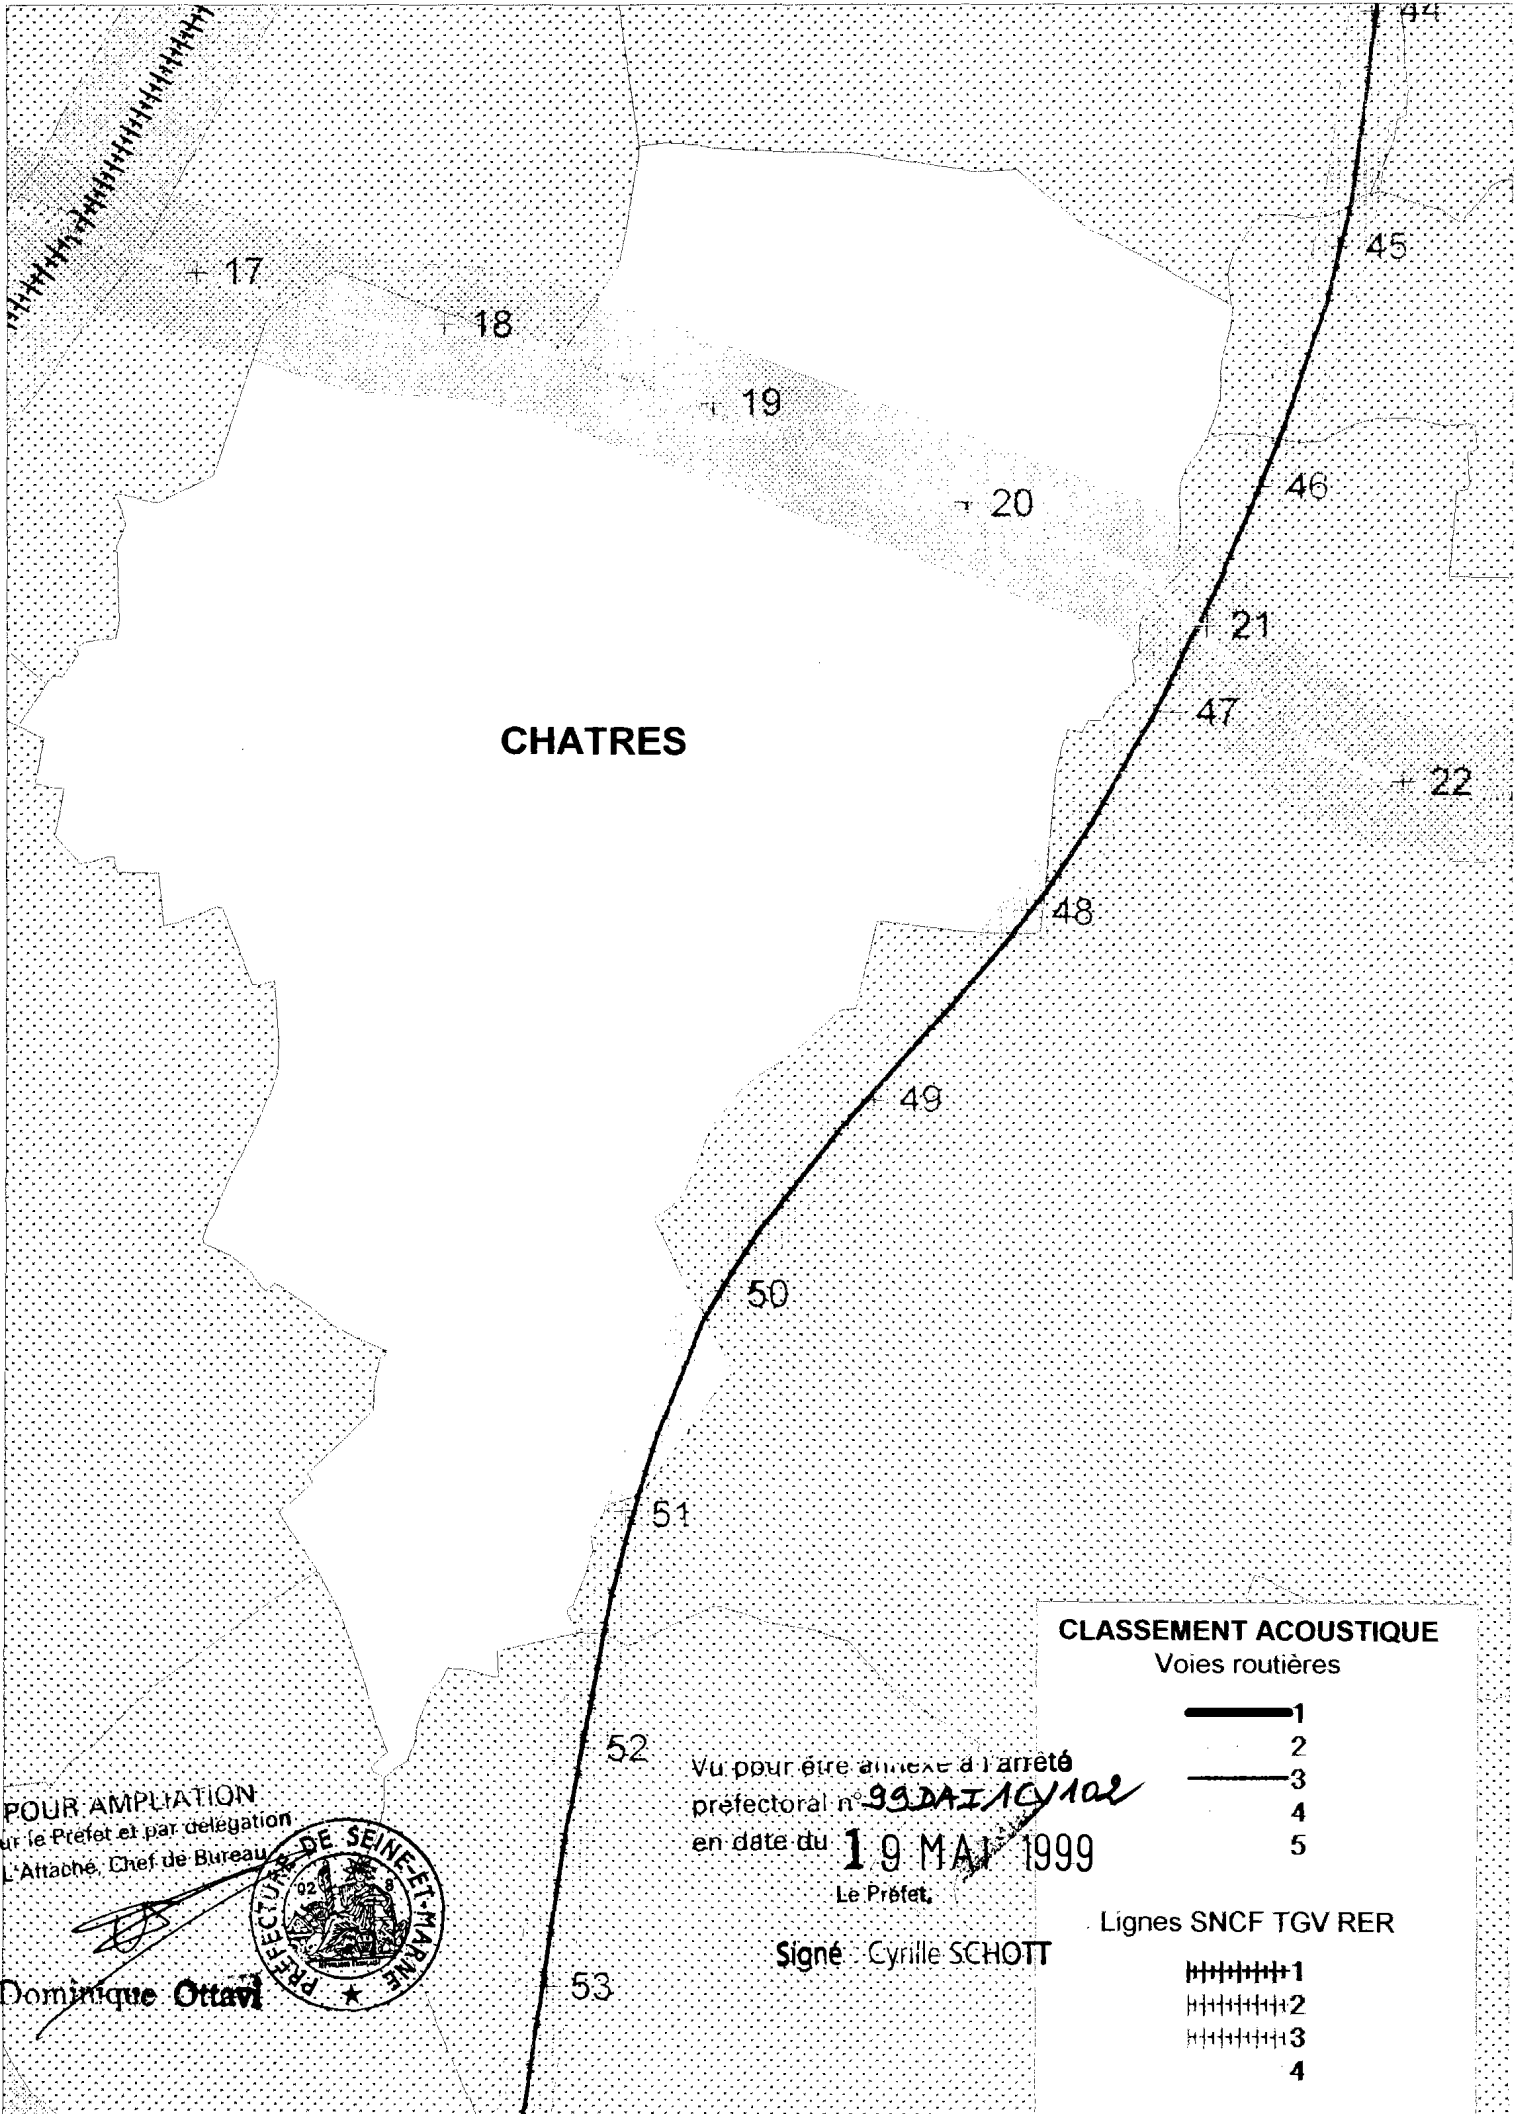 44
45
17
18
19
46
20
21
47
CHATRES
22
48
49
50
51
52
53
CLASSEMENT ACOUSTIQUE
Voies routières
1
2
3
4
5
Lignes SNCF TGV RER
1
2
3
4
Vu pour être annexé à l'arrêté
préfectoral n° 99DAI1CV102
en date du 19 MAI 1999
Le Préfet,
Signé : Cyrille SCHOTT
POUR AMPLIATION
ur le Préfet et par délégation
L'Attaché, Chef de Bureau
PREFECTURE DE SEINE-ET-MARNE
Dominique Ottavi